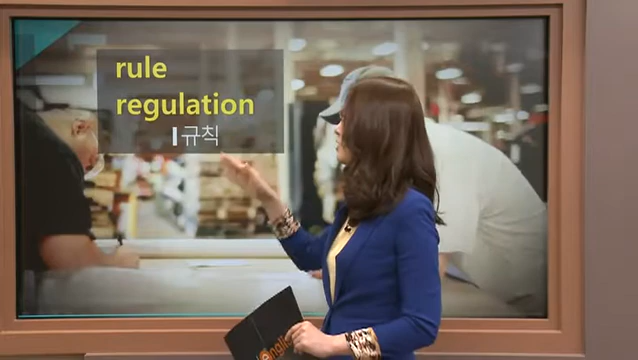 rule
regulation
| 규칙